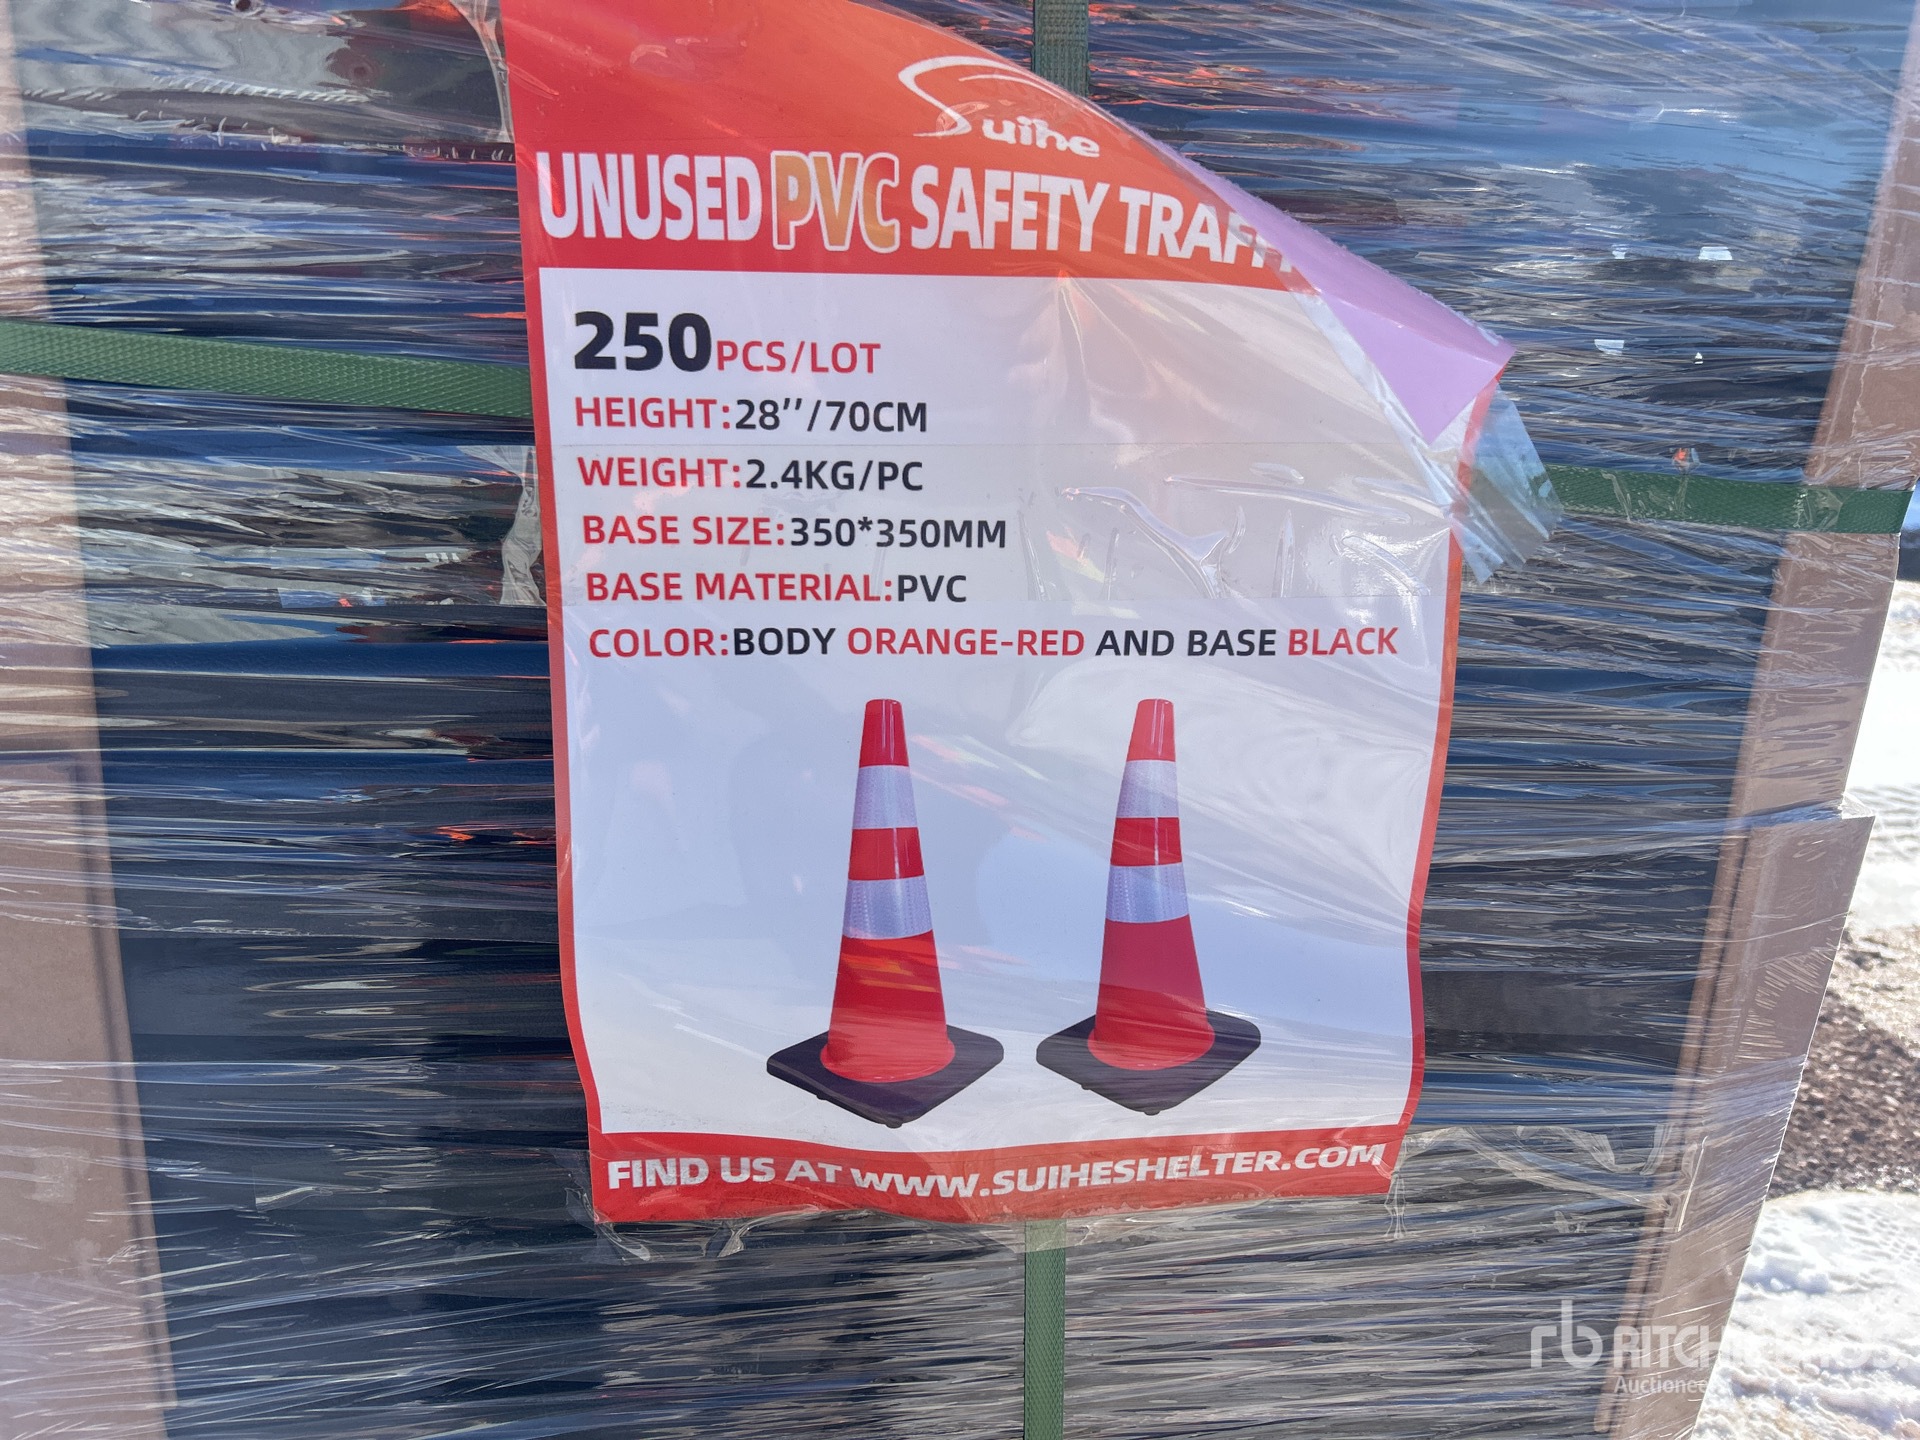 Suihe
UNUSED PVC SAFETY TRAFF
250PCS/LOT
HEIGHT:28''/70CM
WEIGHT:2.4KG/PC
BASE SIZE:350*350MM
BASE MATERIAL:PVC
COLOR:BODY ORANGE-RED AND BASE BLACK
FIND US AT WWW.SUIHESHELTER.COM
rb